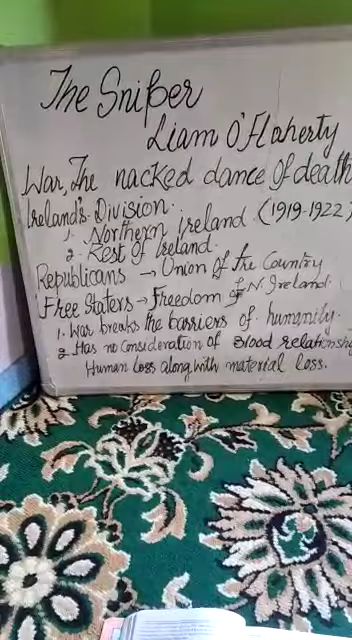 The Sniper
Liam O'Flaherty
War, The nacked dance Of death
Ireland's Division.
1. Northern Ireland (1919-1922)
2. Rest of Ireland.
Republicans → Union Of the Country
Free Staters → Freedom of N. Ireland.
1. War breaks the barriers of humanity.
2 Has no Consideration of Blood relationship
Human loss along with material loss.